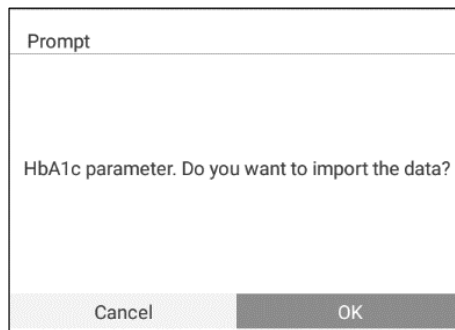 Prompt
HbA1c parameter. Do you want to import the data?
Cancel
OK